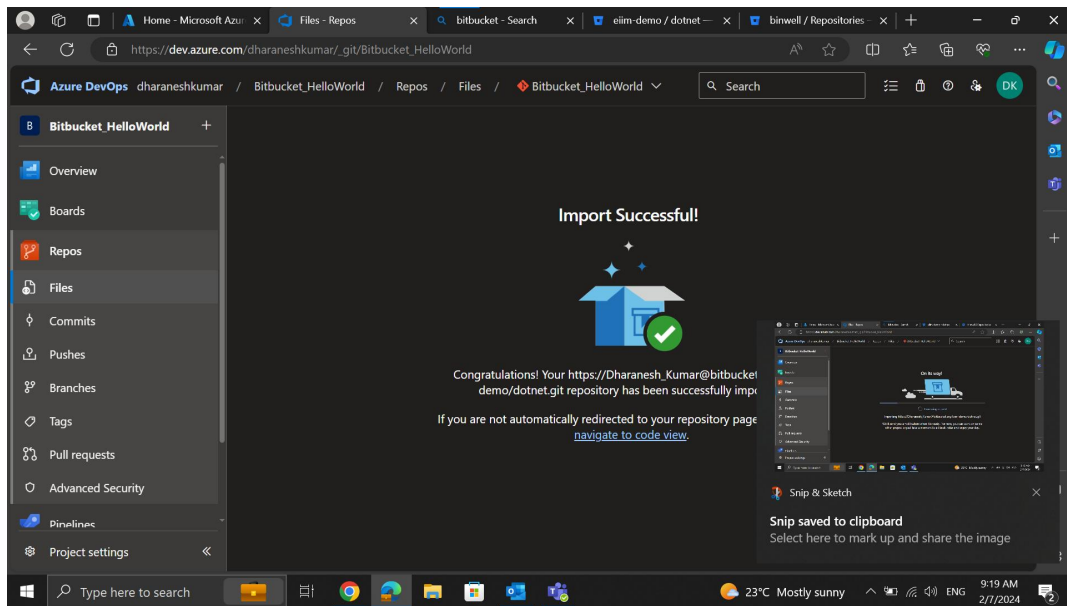 Home - Microsoft Azur
Files - Repos
bitbucket - Search
eiim-demo / dotnet —
binwell / Repositories –
https://dev.azure.com/dharaneshkumar/_git/Bitbucket_HelloWorld
Azure DevOps dharaneshkumar / Bitbucket_HelloWorld / Repos / Files / Bitbucket_HelloWorld
Search
DK
B Bitbucket_HelloWorld +
Overview
Boards
Repos
Files
Commits
Pushes
Branches
Tags
Pull requests
Advanced Security
Pipelines
Project settings
Import Successful!
Congratulations! Your https://Dharanesh_Kumar@bitbucket
demo/dotnet.git repository has been successfully impo
If you are not automatically redirected to your repository page
navigate to code view.
On its way!
Snip & Sketch
Snip saved to clipboard
Select here to mark up and share the image
Type here to search
23°C Mostly sunny
ENG
9:19 AM
2/7/2024
2